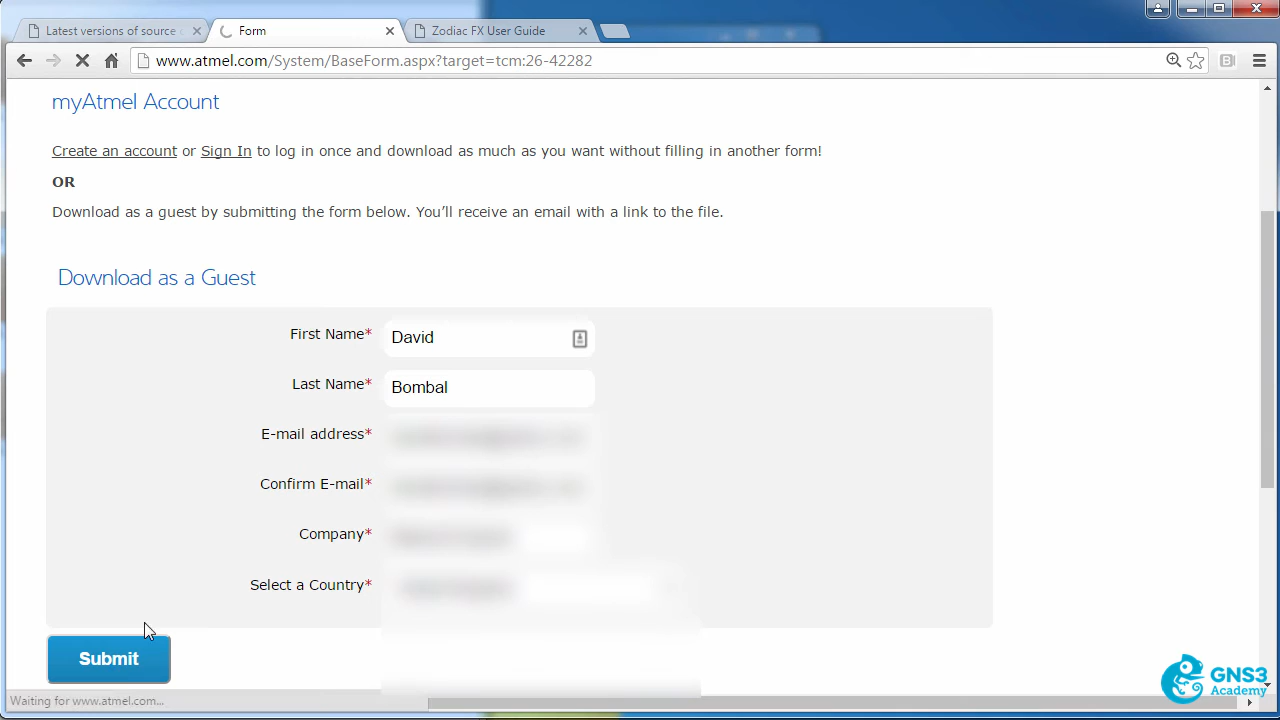 Latest versions of source
Form
Zodiac FX User Guide
www.atmel.com/System/BaseForm.aspx?target=tcm:26-42282
myAtmel Account
Create an account or Sign In to log in once and download as much as you want without filling in another form!
OR
Download as a guest by submitting the form below. You'll receive an email with a link to the file.
Download as a Guest
First Name* David
Last Name* Bombal
E-mail address*
Confirm E-mail*
Company*
Select a Country*
Submit
Waiting for www.atmel.com...
GNS3
Academy